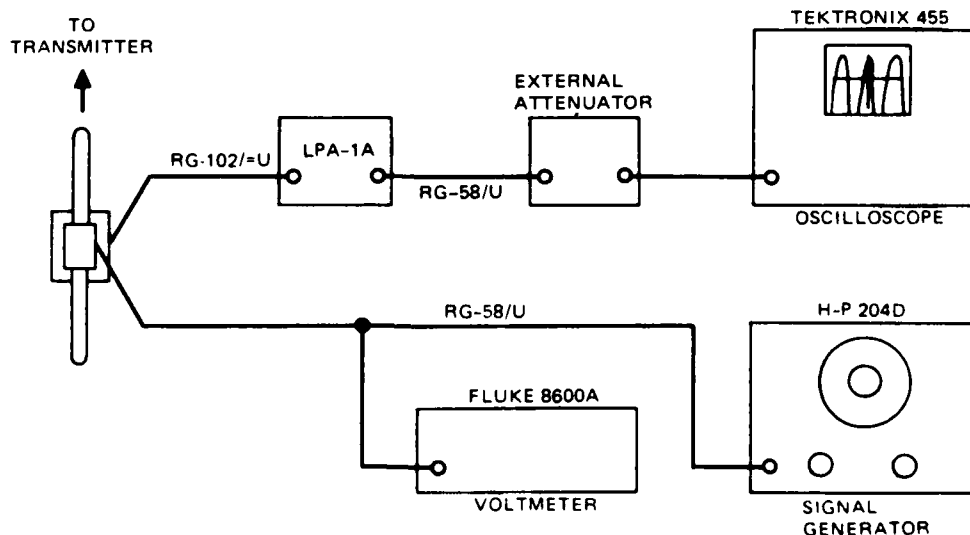 TO
TRANSMITTER
TEKTRONIX 455
EXTERNAL
ATTENUATOR
LPA-1A
RG-102/=U
RG-58/U
OSCILLOSCOPE
RG-58/U
H-P 204D
FLUKE 8600A
VOLTMETER
SIGNAL
GENERATOR